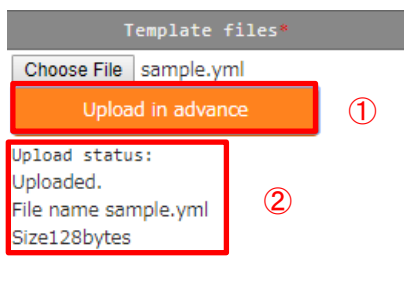 Template files*
Choose File sample.yml
Upload in advance ①
Upload status:
Uploaded.
File name sample.yml ②
Size128bytes